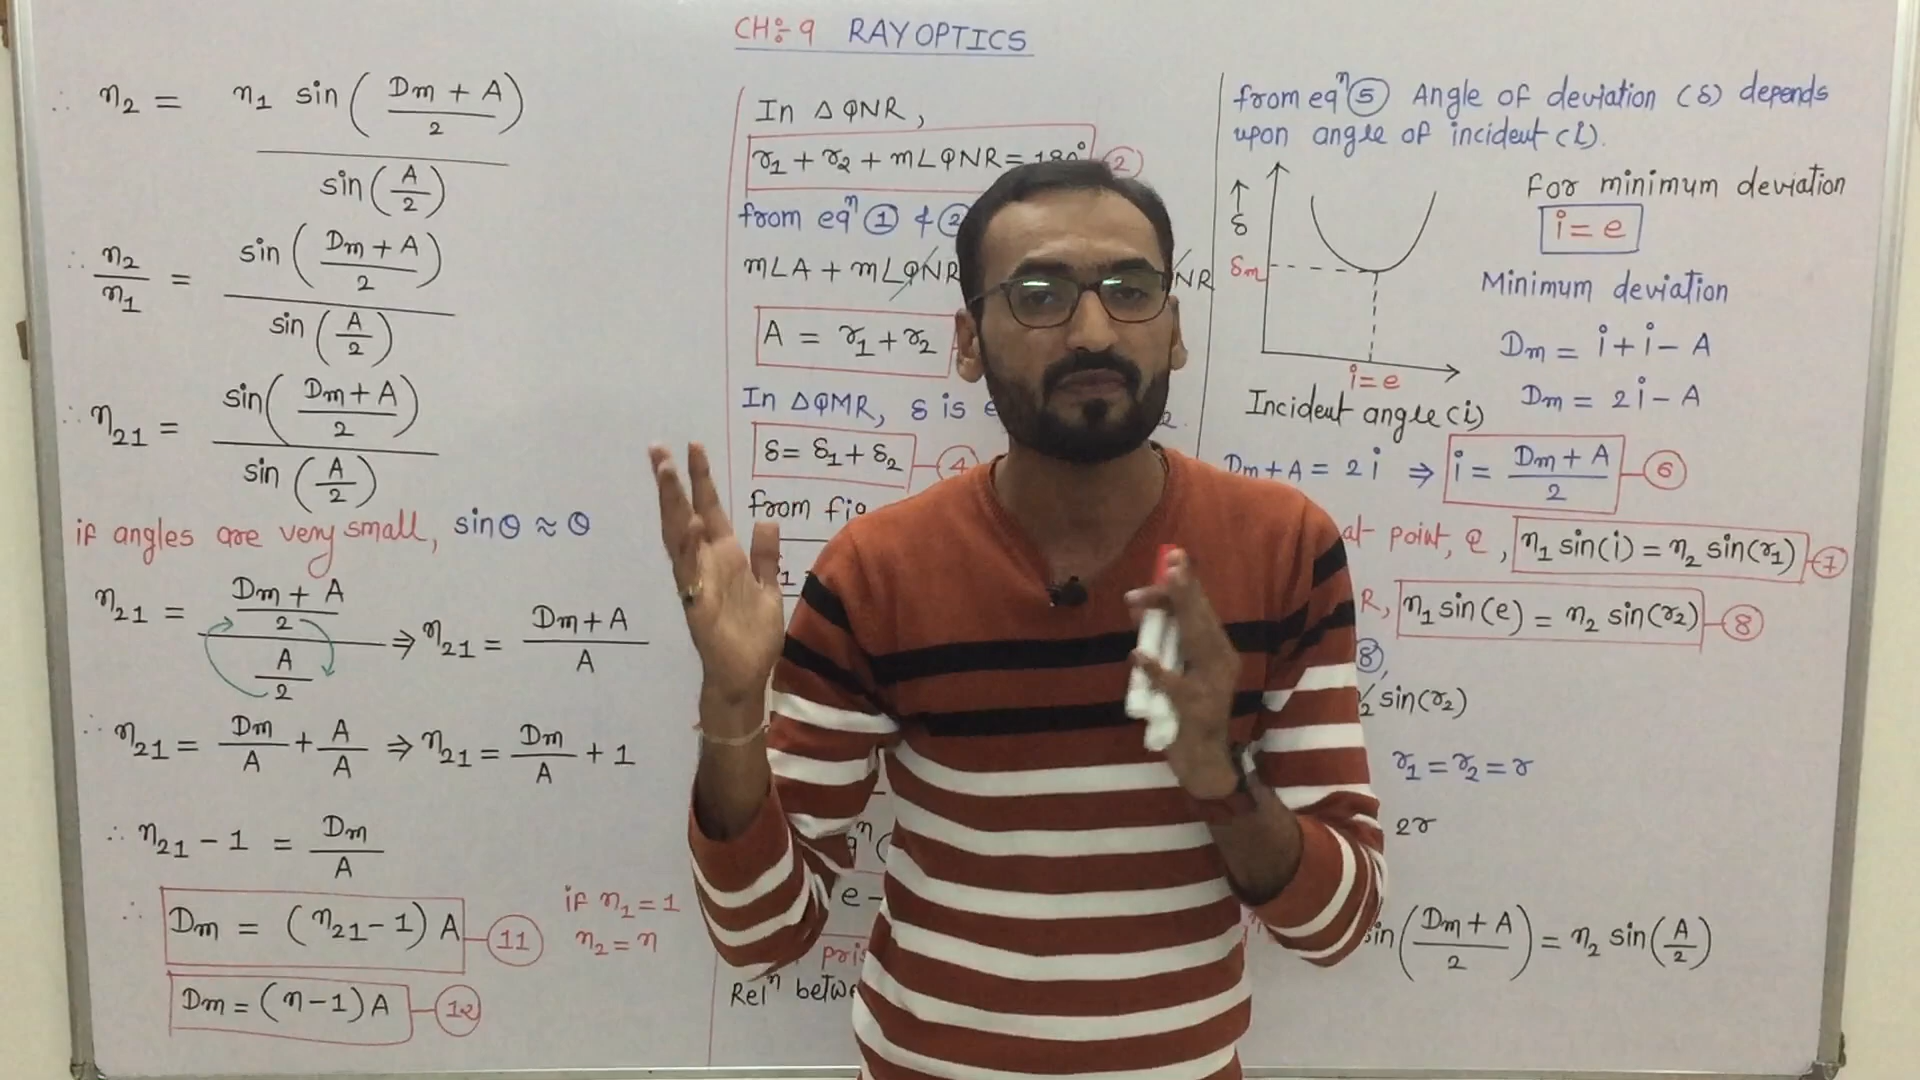 CH:- 9 RAY OPTICS
∴ n2 = n1 sin((Dm + A)/2) / sin(A/2)
∴ n2/n1 = sin((Dm + A)/2) / sin(A/2)
∴ n21 = sin((Dm + A)/2) / sin(A/2)
if angles are very small, sinθ ≈ θ
n21 = ((Dm + A)/2) / (A/2) ⇒ n21 = (Dm + A)/A
∴ n21 = Dm/A + A/A ⇒ n21 = Dm/A + 1
∴ n21 - 1 = Dm/A
∴ Dm = (n21 - 1) A 11
if n1 = 1
n2 = n
Dm = (n - 1) A 12
In △QNR,
r1 + r2 + m∠QNR = 180° 2
from eqn 1 & 2
m∠A + m∠QNR NR
A = r1 + r2
In △QMR, δ is
δ = δ1 + δ2 4
from fig
e -
Reln
from eqn 5 Angle of deviation (δ) depends
upon angle of incident (i).
↑ δ
δm
i = e
Incident angle (i)
For minimum deviation
i = e
Minimum deviation
Dm = i + i - A
Dm = 2i - A
Dm + A = 2i ⇒ i = (Dm + A)/2 6
at point, Q, n1 sin(i) = n2 sin(r1) 7
R, n1 sin(e) = n2 sin(r2) 8
8,
2 sin(r2)
r1 = r2 = r
2r
sin((Dm + A)/2) = n2 sin(A/2)